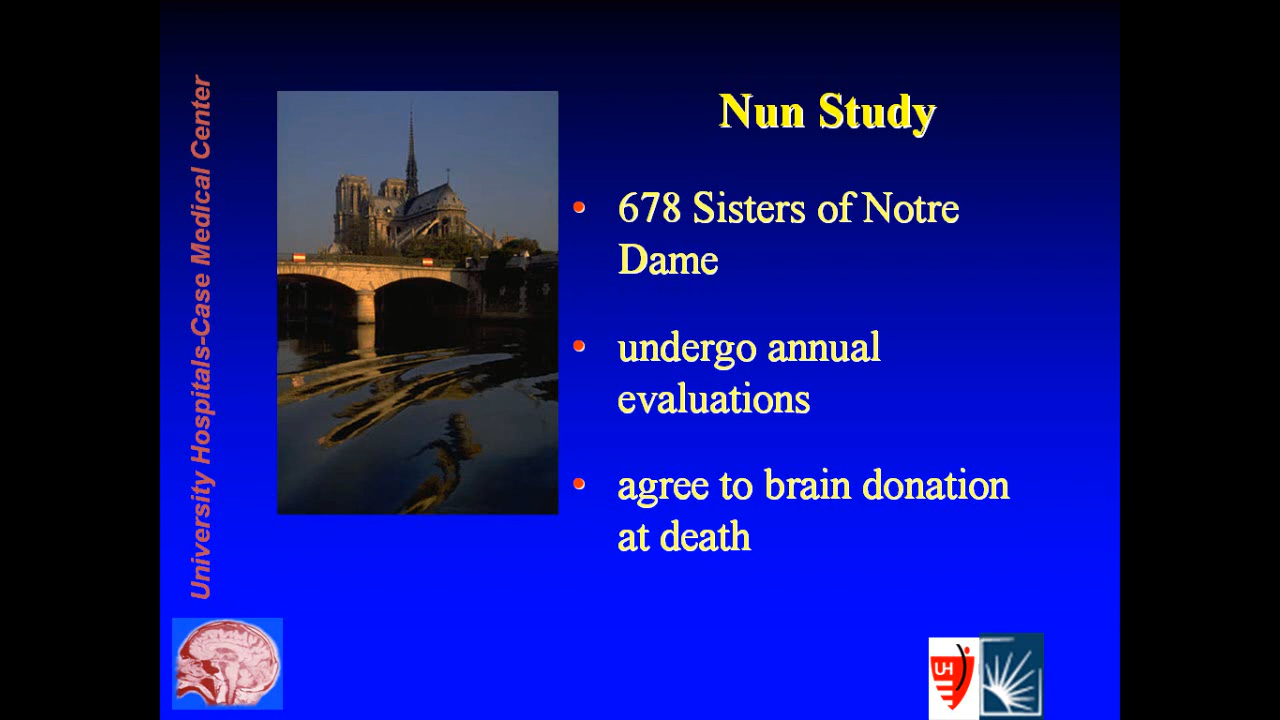 University Hospitals-Case Medical Center
Nun Study
• 678 Sisters of Notre
Dame
• undergo annual
evaluations
• agree to brain donation
at death
UH